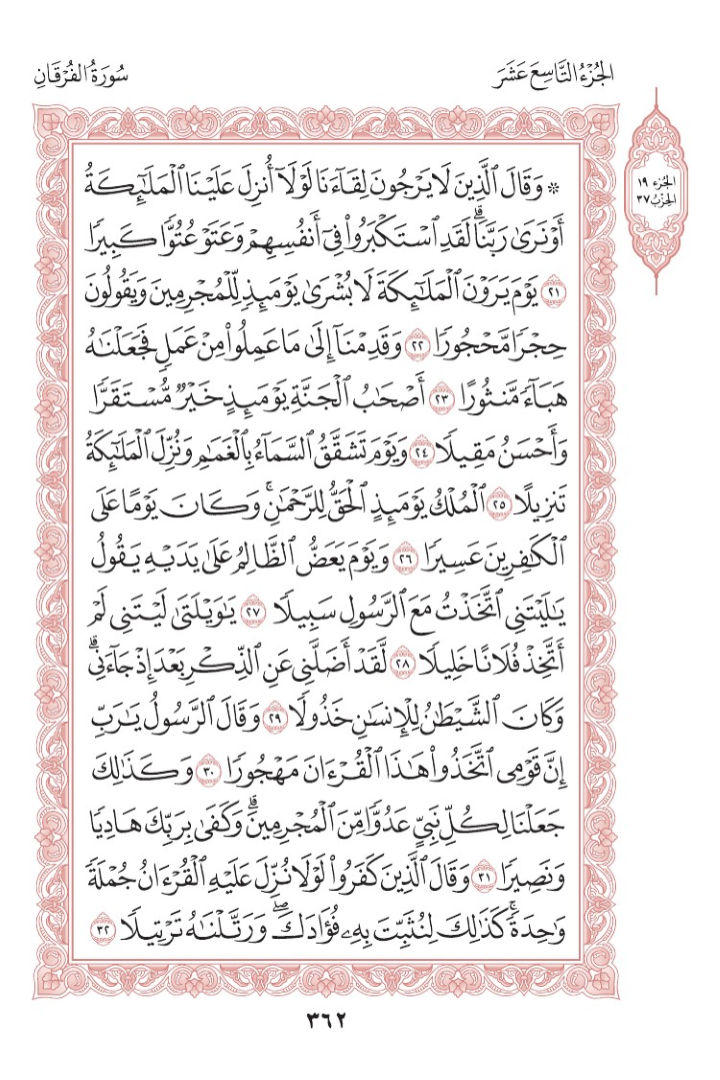 الجُزْءُ التَّاسِعَ عَشَرَ
سُورَةُ الفُرْقَانِ
الجزء ١٩
الحزب ٣٧
۞ وَقَالَ ٱلَّذِينَ لَا يَرْجُونَ لِقَآءَنَا لَوْلَآ أُنزِلَ عَلَيْنَا ٱلْمَلَـٰٓئِكَةُ
أَوْ نَرَىٰ رَبَّنَاۗ لَقَدِ ٱسْتَكْبَرُواْ فِىٓ أَنفُسِهِمْ وَعَتَوْ عُتُوًّا كَبِيرًا
٢١ يَوْمَ يَرَوْنَ ٱلْمَلَـٰٓئِكَةَ لَا بُشْرَىٰ يَوْمَئِذٍ لِّلْمُجْرِمِينَ وَيَقُولُونَ
حِجْرًا مَّحْجُورًا ٢٢ وَقَدِمْنَآ إِلَىٰ مَا عَمِلُواْ مِنْ عَمَلٍ فَجَعَلْنَـٰهُ
هَبَآءً مَّنثُورًا ٢٣ أَصْحَـٰبُ ٱلْجَنَّةِ يَوْمَئِذٍ خَيْرٌ مُّسْتَقَرًّا
وَأَحْسَنُ مَقِيلًا ٢٤ وَيَوْمَ تَشَقَّقُ ٱلسَّمَآءُ بِٱلْغَمَـٰمِ وَنُزِّلَ ٱلْمَلَـٰٓئِكَةُ
تَنزِيلًا ٢٥ ٱلْمُلْكُ يَوْمَئِذٍ ٱلْحَقُّ لِلرَّحْمَـٰنِۚ وَكَانَ يَوْمًا عَلَى
ٱلْكَـٰفِرِينَ عَسِيرًا ٢٦ وَيَوْمَ يَعَضُّ ٱلظَّالِمُ عَلَىٰ يَدَيْهِ يَقُولُ
يَـٰلَيْتَنِى ٱتَّخَذْتُ مَعَ ٱلرَّسُولِ سَبِيلًا ٢٧ يَـٰوَيْلَتَىٰ لَيْتَنِى لَمْ
أَتَّخِذْ فُلَانًا خَلِيلًا ٢٨ لَّقَدْ أَضَلَّنِى عَنِ ٱلذِّكْرِ بَعْدَ إِذْ جَآءَنِىۗ
وَكَانَ ٱلشَّيْطَـٰنُ لِلْإِنسَـٰنِ خَذُولًا ٢٩ وَقَالَ ٱلرَّسُولُ يَـٰرَبِّ
إِنَّ قَوْمِى ٱتَّخَذُواْ هَـٰذَا ٱلْقُرْءَانَ مَهْجُورًا ٣٠ وَكَذَٰلِكَ
جَعَلْنَا لِكُلِّ نَبِىٍّ عَدُوًّا مِّنَ ٱلْمُجْرِمِينَۗ وَكَفَىٰ بِرَبِّكَ هَادِيًا
وَنَصِيرًا ٣١ وَقَالَ ٱلَّذِينَ كَفَرُواْ لَوْلَا نُزِّلَ عَلَيْهِ ٱلْقُرْءَانُ جُمْلَةً
وَٰحِدَةًۚ كَذَٰلِكَ لِنُثَبِّتَ بِهِۦ فُؤَادَكَۖ وَرَتَّلْنَـٰهُ تَرْتِيلًا ٣٢
٣٦٢